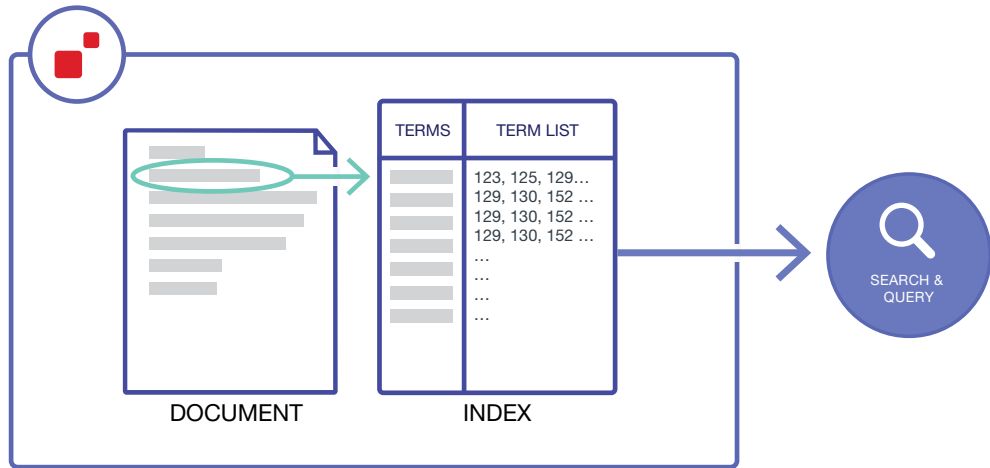 TERMS
TERM LIST
123, 125, 129...
129, 130, 152 ...
129, 130, 152 ...
129, 130, 152 ...
...
...
...
...
DOCUMENT
INDEX
SEARCH &
QUERY